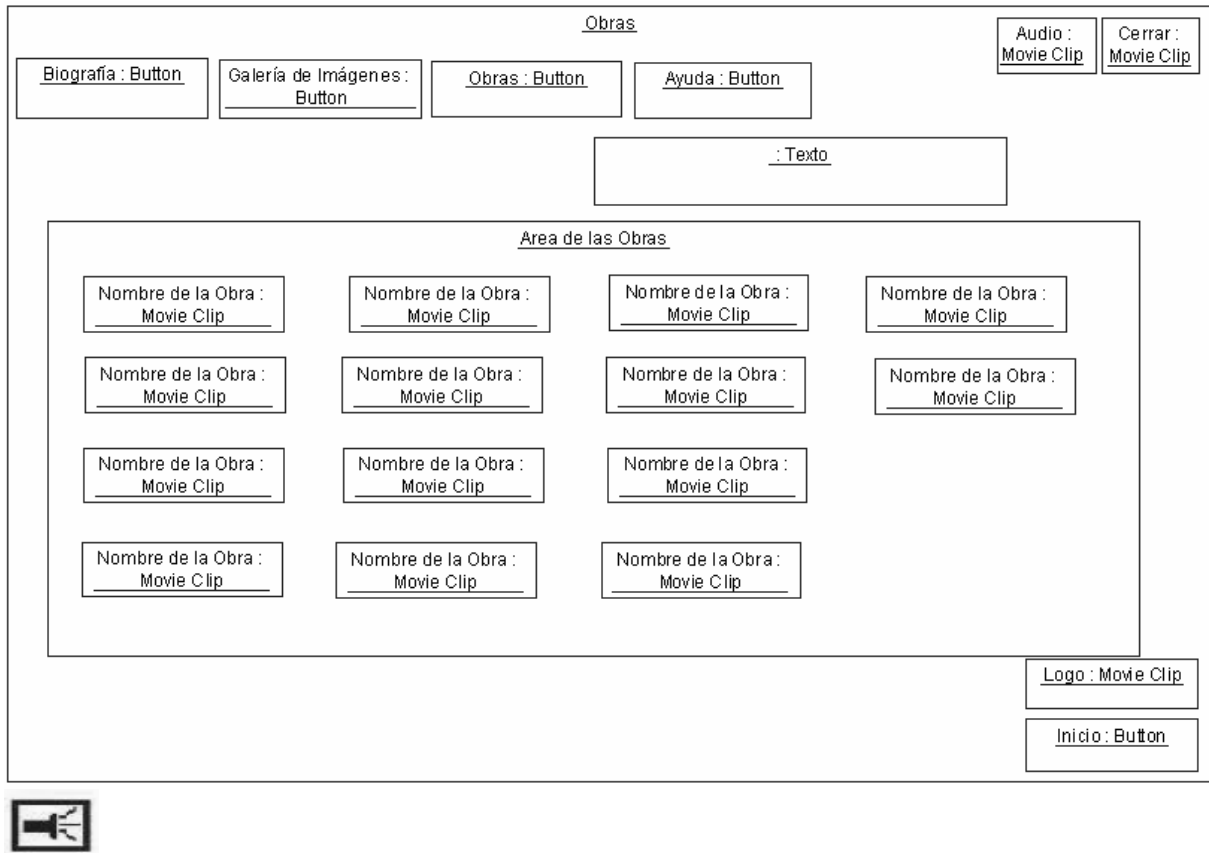 Obras
Audio :
Movie Clip
Cerrar :
Movie Clip
Biografía : Button
Galería de Imágenes :
Button
Obras : Button
Ayuda : Button
: Texto
Area de las Obras
Nombre de la Obra :
Movie Clip
Nombre de la Obra :
Movie Clip
Nombre de la Obra :
Movie Clip
Nombre de la Obra :
Movie Clip
Nombre de la Obra :
Movie Clip
Nombre de la Obra :
Movie Clip
Nombre de la Obra :
Movie Clip
Nombre de la Obra :
Movie Clip
Nombre de la Obra :
Movie Clip
Nombre de la Obra :
Movie Clip
Nombre de la Obra :
Movie Clip
Nombre de la Obra :
Movie Clip
Nombre de la Obra :
Movie Clip
Nombre de la Obra :
Movie Clip
Logo : Movie Clip
Inicio : Button